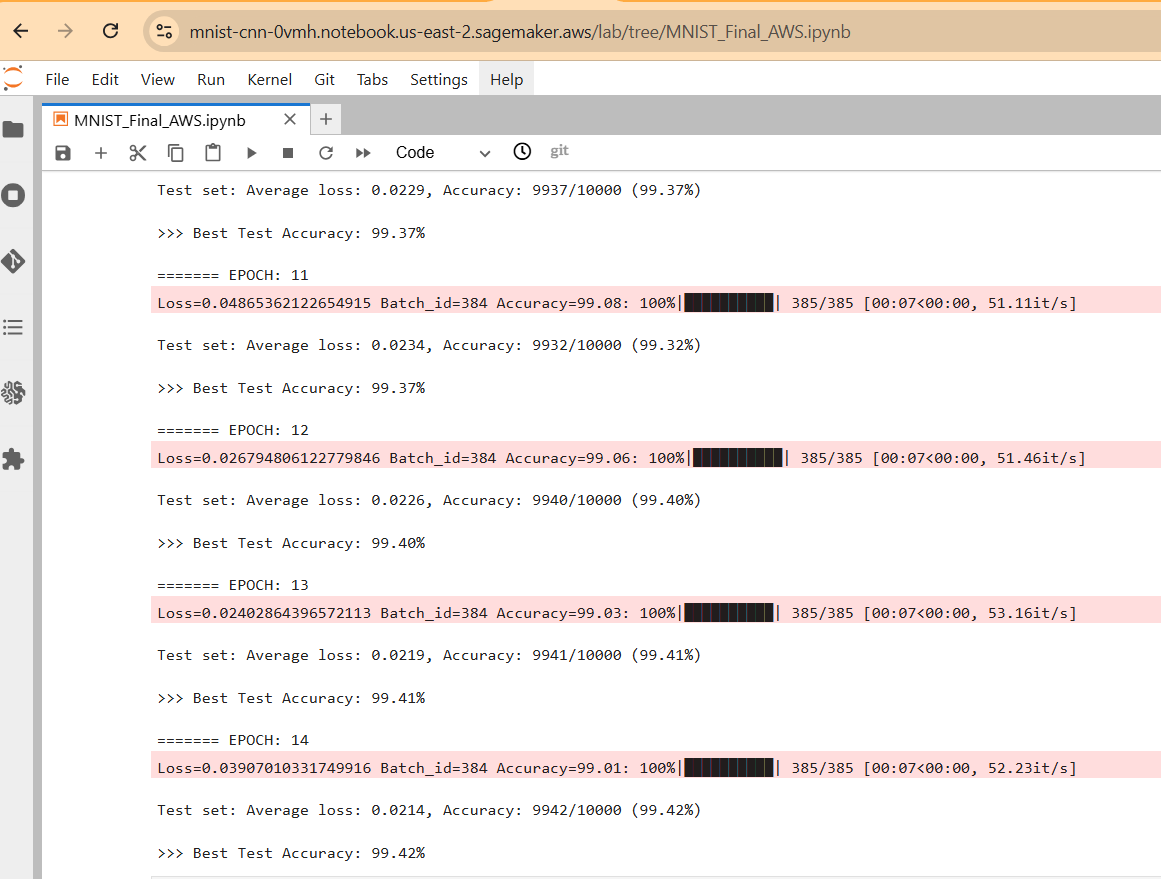 mnist-cnn-0vmh.notebook.us-east-2.sagemaker.aws/lab/tree/MNIST_Final_AWS.ipynb
File Edit View Run Kernel Git Tabs Settings Help
MNIST_Final_AWS.ipynb
Code git
Test set: Average loss: 0.0229, Accuracy: 9937/10000 (99.37%)
>>> Best Test Accuracy: 99.37%
======= EPOCH: 11
Loss=0.04865362122654915 Batch_id=384 Accuracy=99.08: 100%|██████████| 385/385 [00:07<00:00, 51.11it/s]
Test set: Average loss: 0.0234, Accuracy: 9932/10000 (99.32%)
>>> Best Test Accuracy: 99.37%
======= EPOCH: 12
Loss=0.026794806122779846 Batch_id=384 Accuracy=99.06: 100%|██████████| 385/385 [00:07<00:00, 51.46it/s]
Test set: Average loss: 0.0226, Accuracy: 9940/10000 (99.40%)
>>> Best Test Accuracy: 99.40%
======= EPOCH: 13
Loss=0.02402864396572113 Batch_id=384 Accuracy=99.03: 100%|██████████| 385/385 [00:07<00:00, 53.16it/s]
Test set: Average loss: 0.0219, Accuracy: 9941/10000 (99.41%)
>>> Best Test Accuracy: 99.41%
======= EPOCH: 14
Loss=0.03907010331749916 Batch_id=384 Accuracy=99.01: 100%|██████████| 385/385 [00:07<00:00, 52.23it/s]
Test set: Average loss: 0.0214, Accuracy: 9942/10000 (99.42%)
>>> Best Test Accuracy: 99.42%